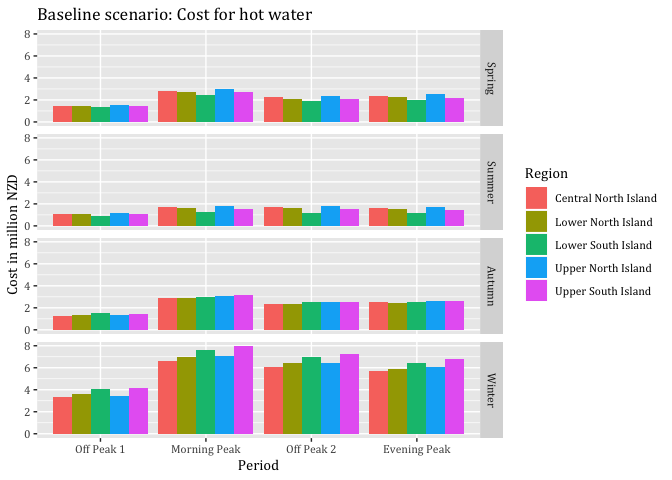 Baseline scenario: Cost for hot water
Cost in million NZD
8
6
4
2
0
Spring
8
6
4
2
0
Summer
8
6
4
2
0
Autumn
8
6
4
2
0
Winter
Off Peak 1
Morning Peak
Off Peak 2
Evening Peak
Period
Region
Central North Island
Lower North Island
Lower South Island
Upper North Island
Upper South Island